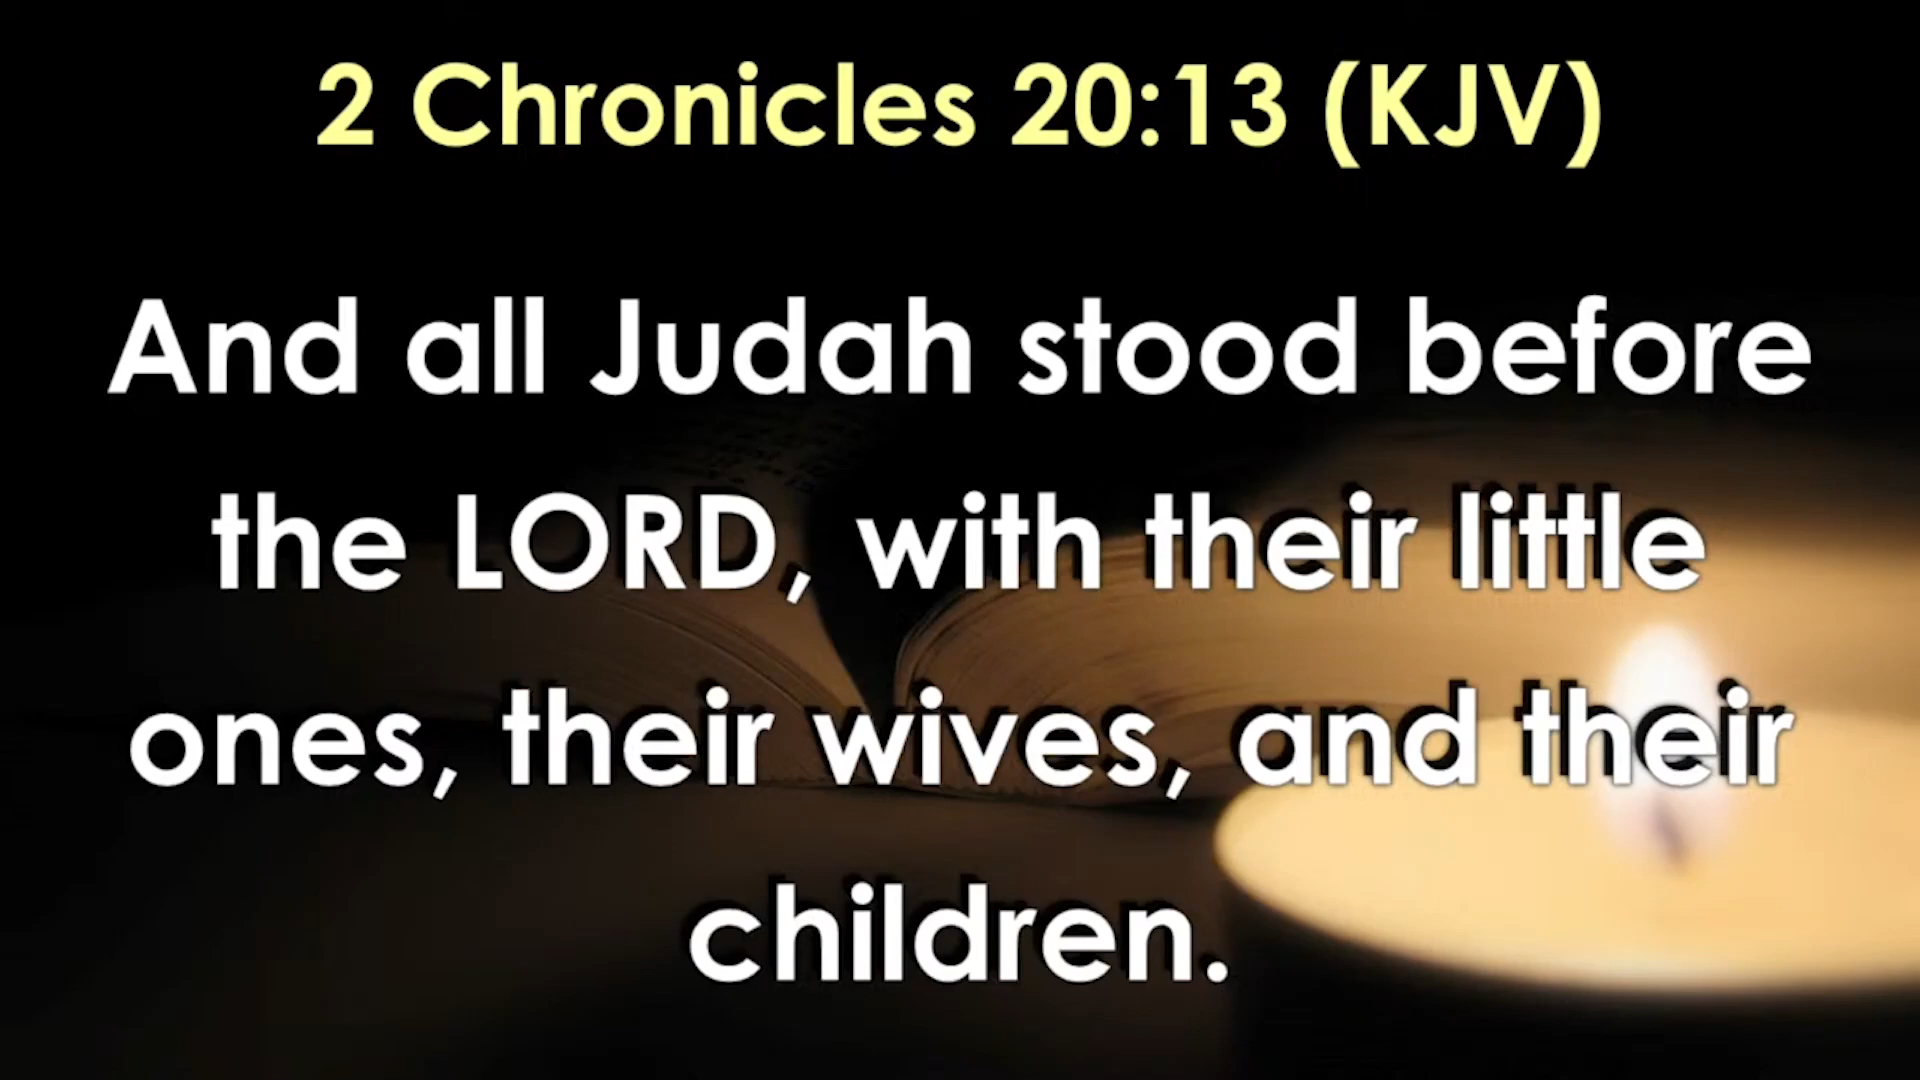 2 Chronicles 20:13 (KJV)
And all Judah stood before
the LORD, with their little
ones, their wives, and their
children.